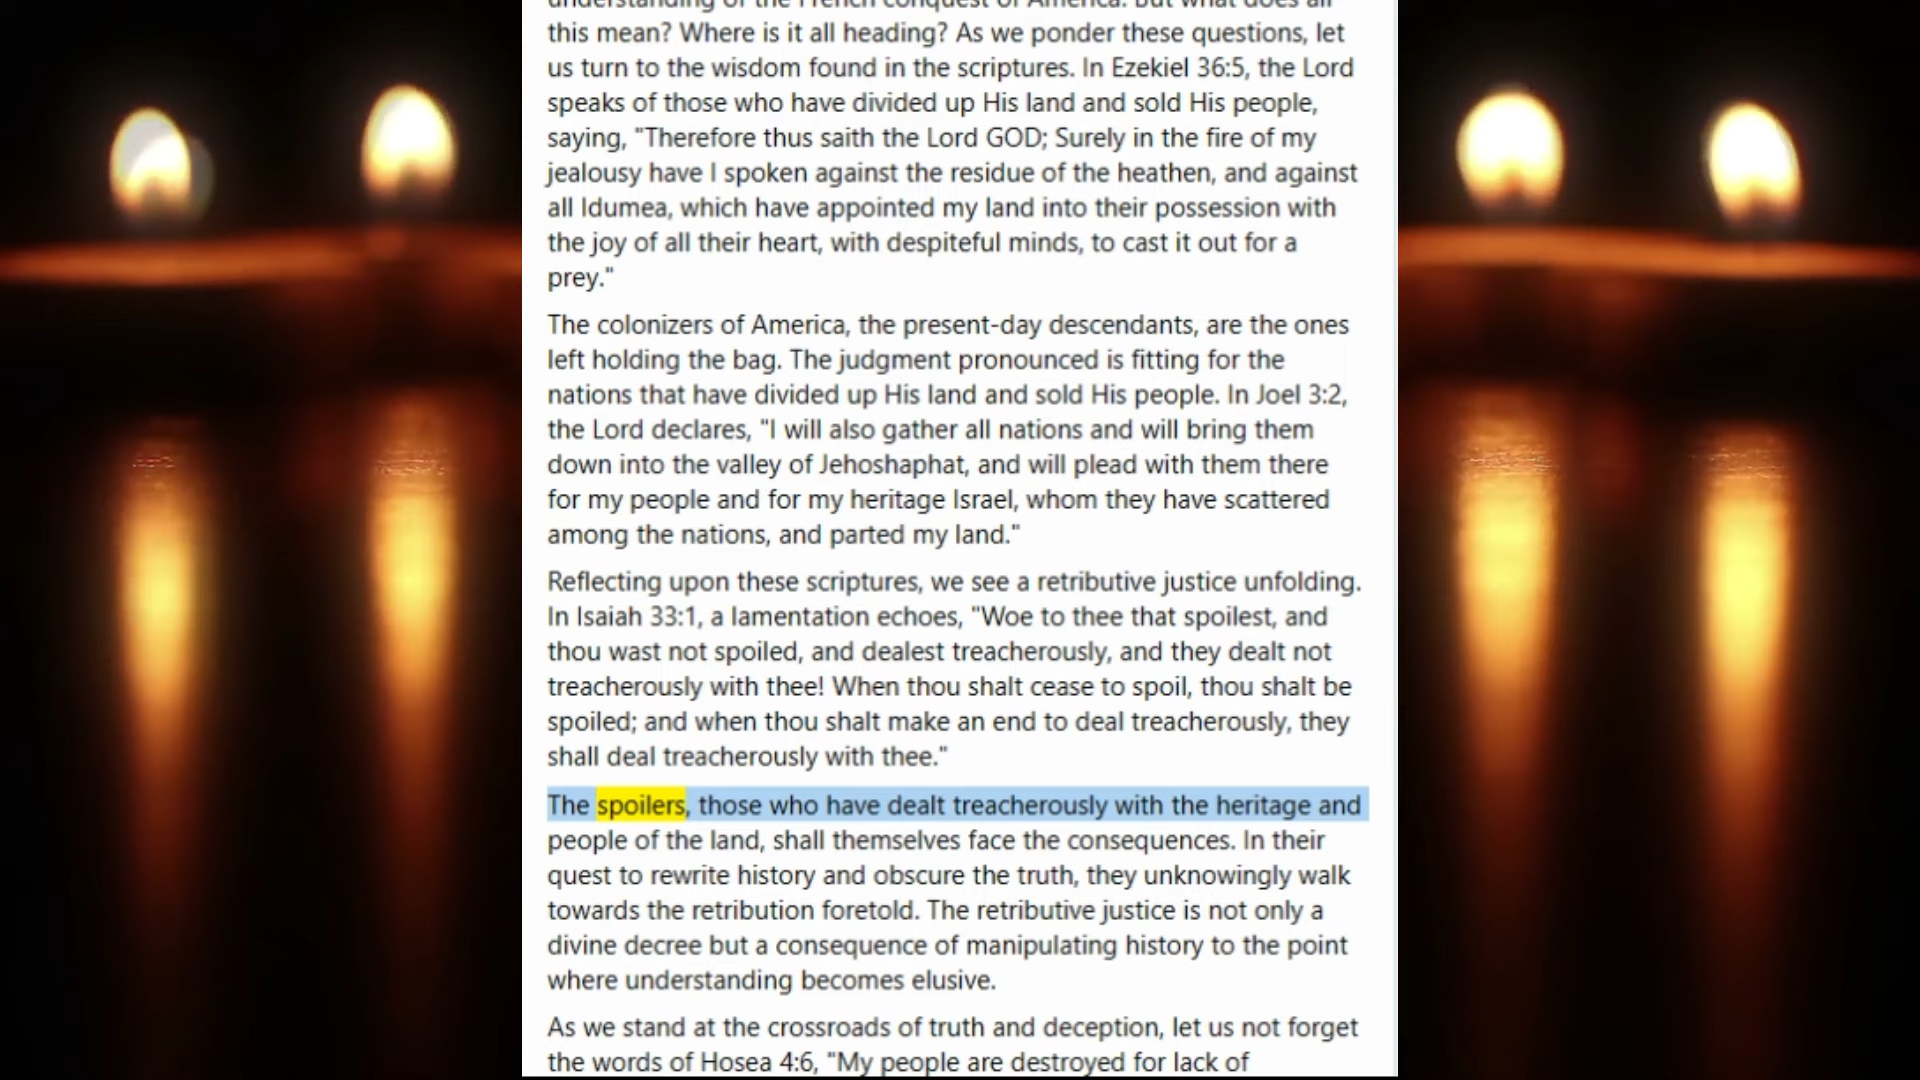 understanding of the French conquest of America. But what does all
this mean? Where is it all heading? As we ponder these questions, let
us turn to the wisdom found in the scriptures. In Ezekiel 36:5, the Lord
speaks of those who have divided up His land and sold His people,
saying, "Therefore thus saith the Lord GOD; Surely in the fire of my
jealousy have I spoken against the residue of the heathen, and against
all Idumea, which have appointed my land into their possession with
the joy of all their heart, with despiteful minds, to cast it out for a
prey."
The colonizers of America, the present-day descendants, are the ones
left holding the bag. The judgment pronounced is fitting for the
nations that have divided up His land and sold His people. In Joel 3:2,
the Lord declares, "I will also gather all nations and will bring them
down into the valley of Jehoshaphat, and will plead with them there
for my people and for my heritage Israel, whom they have scattered
among the nations, and parted my land."
Reflecting upon these scriptures, we see a retributive justice unfolding.
In Isaiah 33:1, a lamentation echoes, "Woe to thee that spoilest, and
thou wast not spoiled, and dealest treacherously, and they dealt not
treacherously with thee! When thou shalt cease to spoil, thou shalt be
spoiled; and when thou shalt make an end to deal treacherously, they
shall deal treacherously with thee."
The spoilers, those who have dealt treacherously with the heritage and
people of the land, shall themselves face the consequences. In their
quest to rewrite history and obscure the truth, they unknowingly walk
towards the retribution foretold. The retributive justice is not only a
divine decree but a consequence of manipulating history to the point
where understanding becomes elusive.
As we stand at the crossroads of truth and deception, let us not forget
the words of Hosea 4:6, "My people are destroyed for lack of